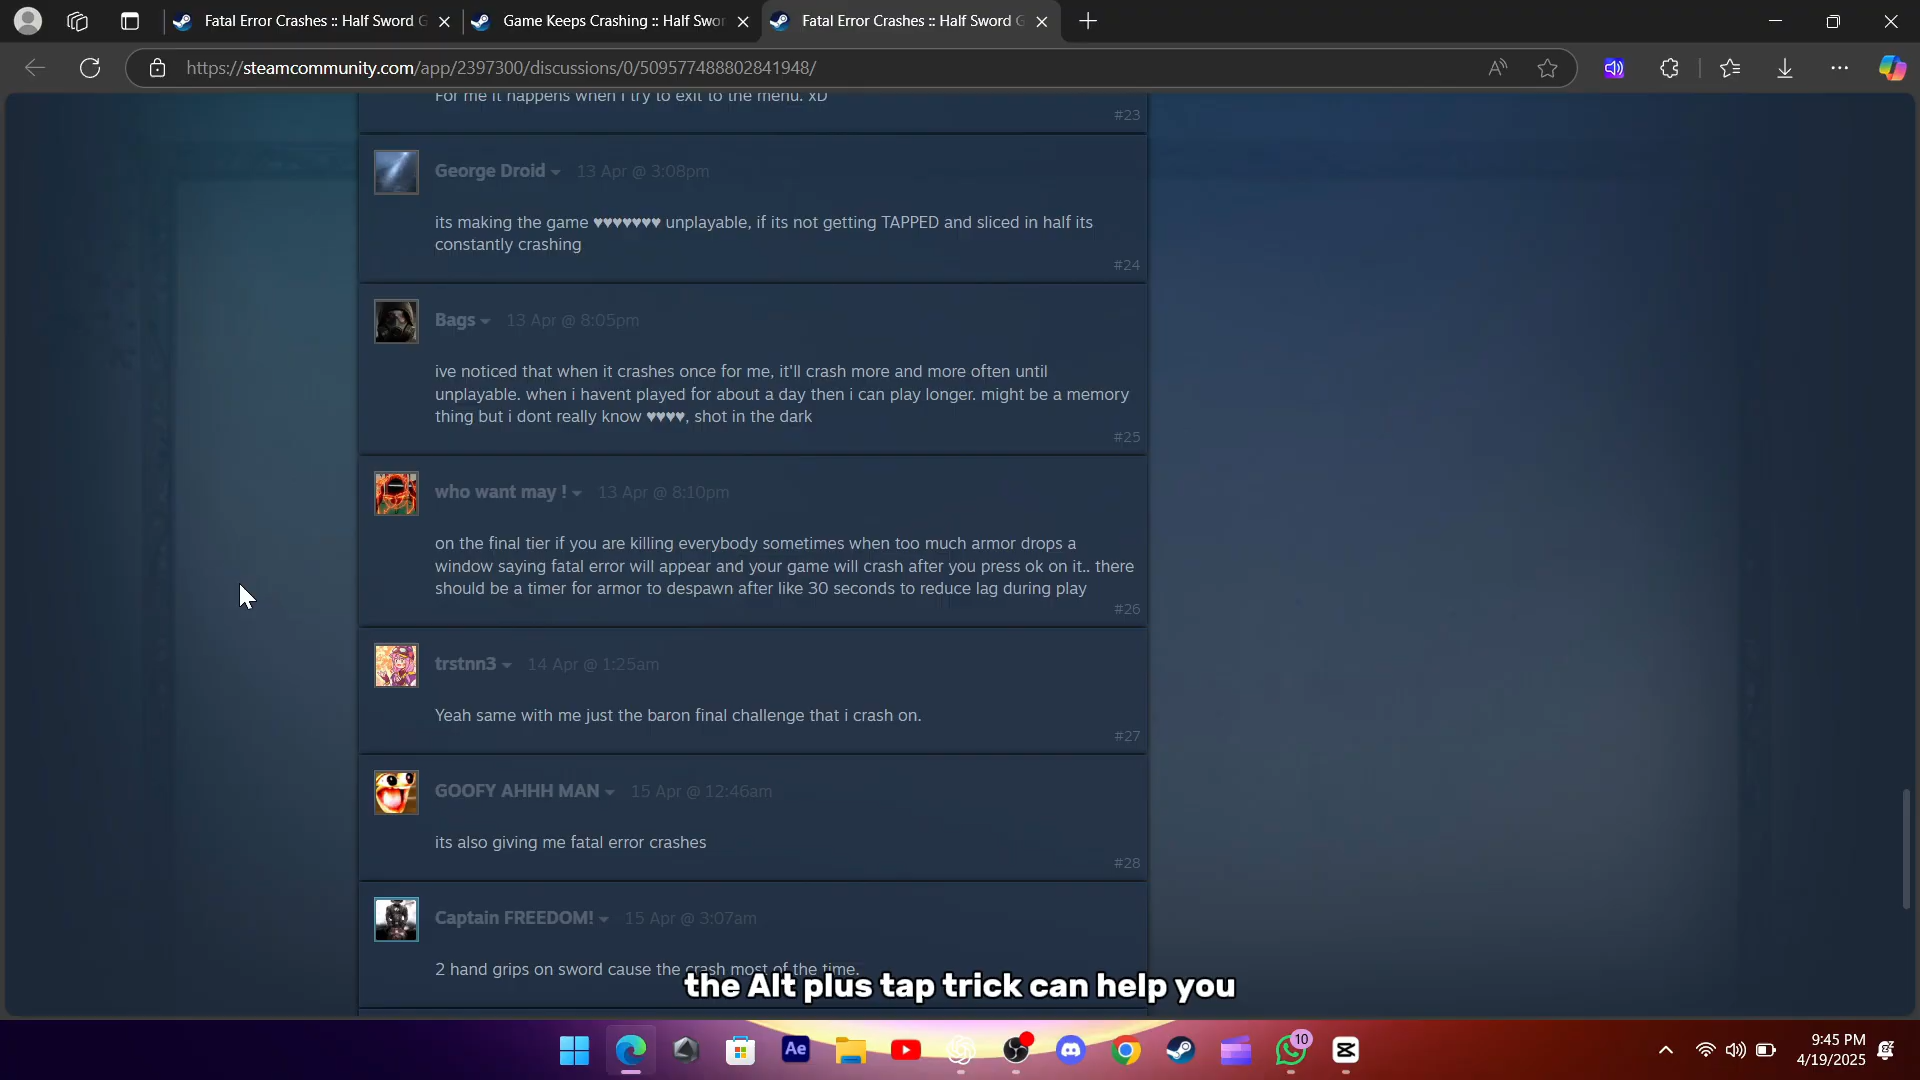 Fatal Error Crashes :: Half Sword G
Game Keeps Crashing :: Half Swor
Fatal Error Crashes :: Half Sword G
https://steamcommunity.com/app/2397300/discussions/0/509577488802841948/
For me it happens when i try to exit to the menu. xD
#23
George Droid 13 Apr @ 3:08pm
its making the game ♥♥♥♥♥♥♥ unplayable, if its not getting TAPPED and sliced in half its
constantly crashing
#24
Bags 13 Apr @ 8:05pm
ive noticed that when it crashes once for me, it'll crash more and more often until
unplayable. when i havent played for about a day then i can play longer. might be a memory
thing but i dont really know ♥♥♥♥, shot in the dark
#25
who want may ! 13 Apr @ 8:10pm
on the final tier if you are killing everybody sometimes when too much armor drops a
window saying fatal error will appear and your game will crash after you press ok on it.. there
should be a timer for armor to despawn after like 30 seconds to reduce lag during play
#26
trstnn3 14 Apr @ 1:25am
Yeah same with me just the baron final challenge that i crash on.
#27
GOOFY AHHH MAN 15 Apr @ 12:46am
its also giving me fatal error crashes
#28
Captain FREEDOM! 15 Apr @ 3:07am
2 hand grips on sword cause the crash most of the time.
the Alt plus tap trick can help you
Ae
10
9:45 PM
4/19/2025